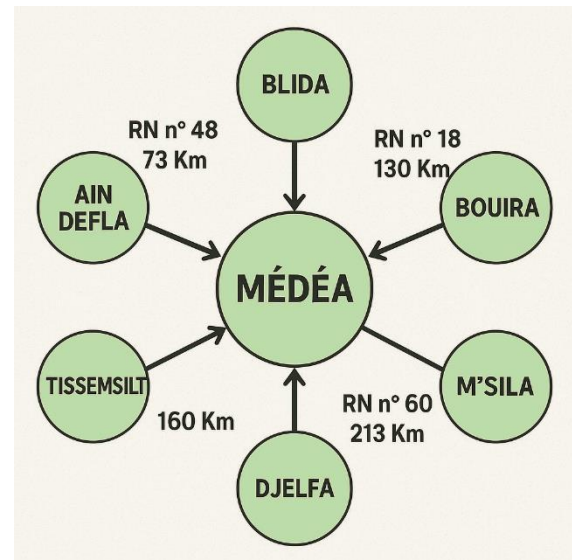 BLIDA
RN n° 48
73 Km
RN n° 18
130 Km
AIN
DEFLA
BOUIRA
MÉDÉA
TISSEMSILT
M'SILA
160 Km
RN n° 60
213 Km
DJELFA